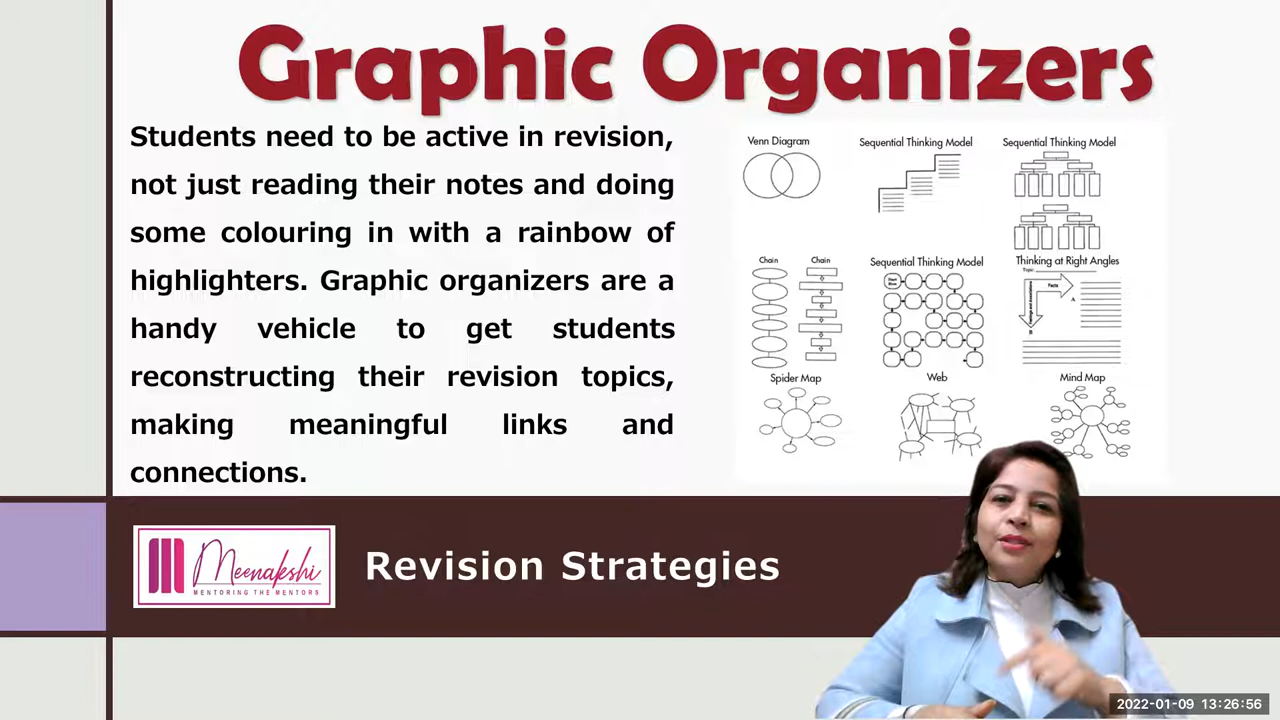 Graphic Organizers
Students need to be active in revision,
not just reading their notes and doing
some colouring in with a rainbow of
highlighters. Graphic organizers are a
handy vehicle to get students
reconstructing their revision topics,
making meaningful links and
connections.
Venn Diagram
Sequential Thinking Model
Sequential Thinking Model
Chain
Chain
Sequential Thinking Model
Thinking at Right Angles
Topic:
Facts
A
B
Spider Map
Web
Mind Map
Meenakshi
MENTORING THE MENTORS
Revision Strategies
2022-01-09 13:26:56